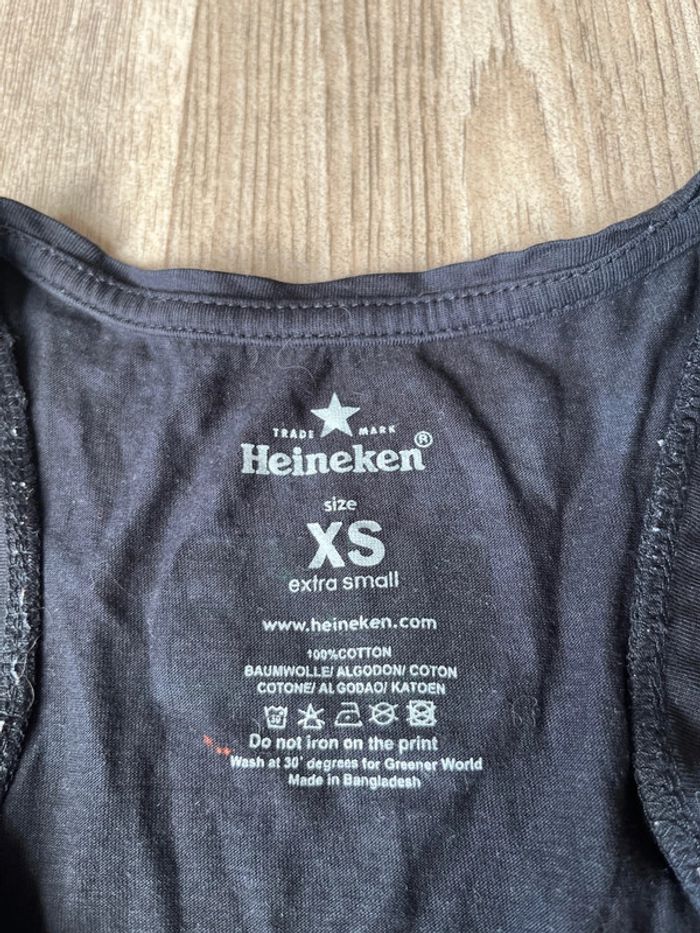 TRADE MARK
Heineken®
size
XS
extra small
www.heineken.com
100%COTTON
BAUMWOLLE/ ALGODON/ COTON
COTONE/ ALGODAO/ KATOEN
30°
Do not iron on the print
Wash at 30° degrees for Greener World
Made in Bangladesh